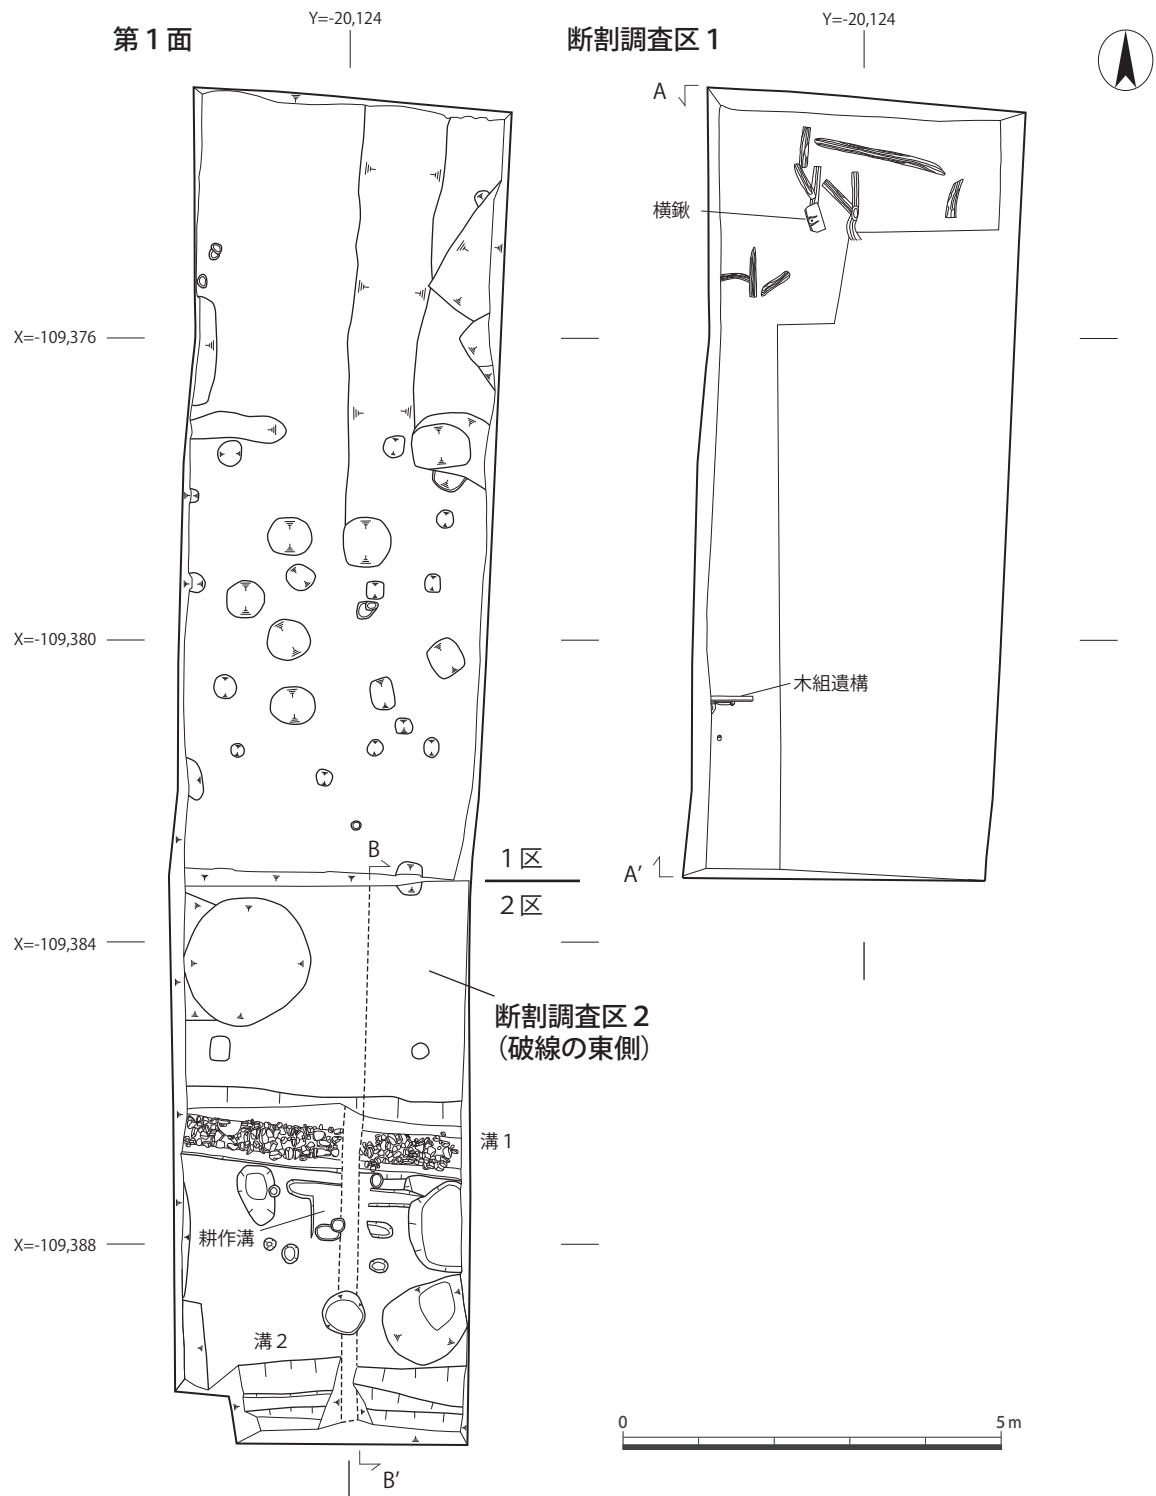 Y=-20,124
Y=-20,124
第１面
断割調査区１
A
横鍬
X=-109,376
X=-109,380
木組遺構
B
１区
A'
２区
X=-109,384
断割調査区２
（破線の東側）
溝１
耕作溝
X=-109,388
溝２
0
5 m
B'